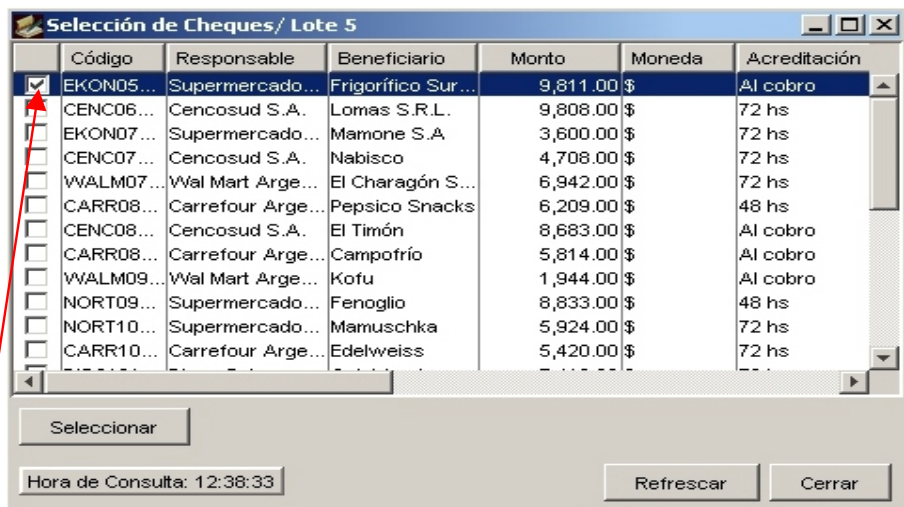 Selección de Cheques/ Lote 5
Código Responsable Beneficiario Monto Moneda Acreditación
EKON05... Supermercado... Frigorífico Sur... 9,811.00 $ Al cobro
CENC06... Cencosud S.A. Lomas S.R.L. 9,808.00 $ 72 hs
EKON07... Supermercado... Mamone S.A 3,600.00 $ 72 hs
CENC07... Cencosud S.A. Nabisco 4,708.00 $ 72 hs
WALM07... Wal Mart Arge... El Charagón S... 6,942.00 $ 72 hs
CARR08... Carrefour Arge... Pepsico Snacks 6,209.00 $ 48 hs
CENC08... Cencosud S.A. El Timón 8,683.00 $ Al cobro
CARR08... Carrefour Arge... Campofrío 5,814.00 $ Al cobro
WALM09... Wal Mart Arge... Kofu 1,944.00 $ Al cobro
NORT09... Supermercado... Fenoglio 8,833.00 $ 48 hs
NORT10... Supermercado... Mamuschka 5,924.00 $ 72 hs
CARR10... Carrefour Arge... Edelweiss 5,420.00 $ 72 hs
Seleccionar
Hora de Consulta: 12:38:33 Refrescar Cerrar